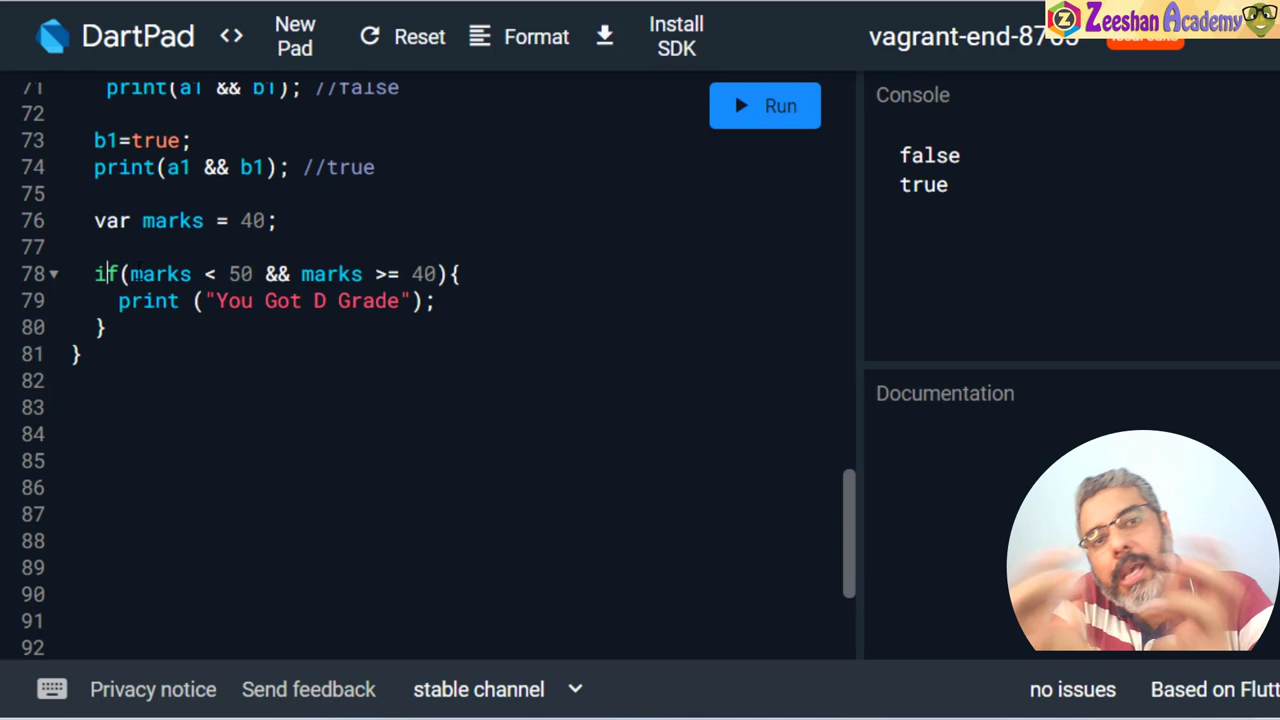 DartPad <> New Pad Reset Format Install SDK
Zeeshan Academy
71 print(a1 && b1); //false
72
73 b1=true;
74 print(a1 && b1); //true
75
76 var marks = 40;
77
78 if(marks < 50 && marks >= 40){
79 print ("You Got D Grade");
80 }
81 }
82
83
84
85
86
87
88
89
90
91
92
Run
Console
false
true
Documentation
Privacy notice Send feedback stable channel
no issues Based on Flutt